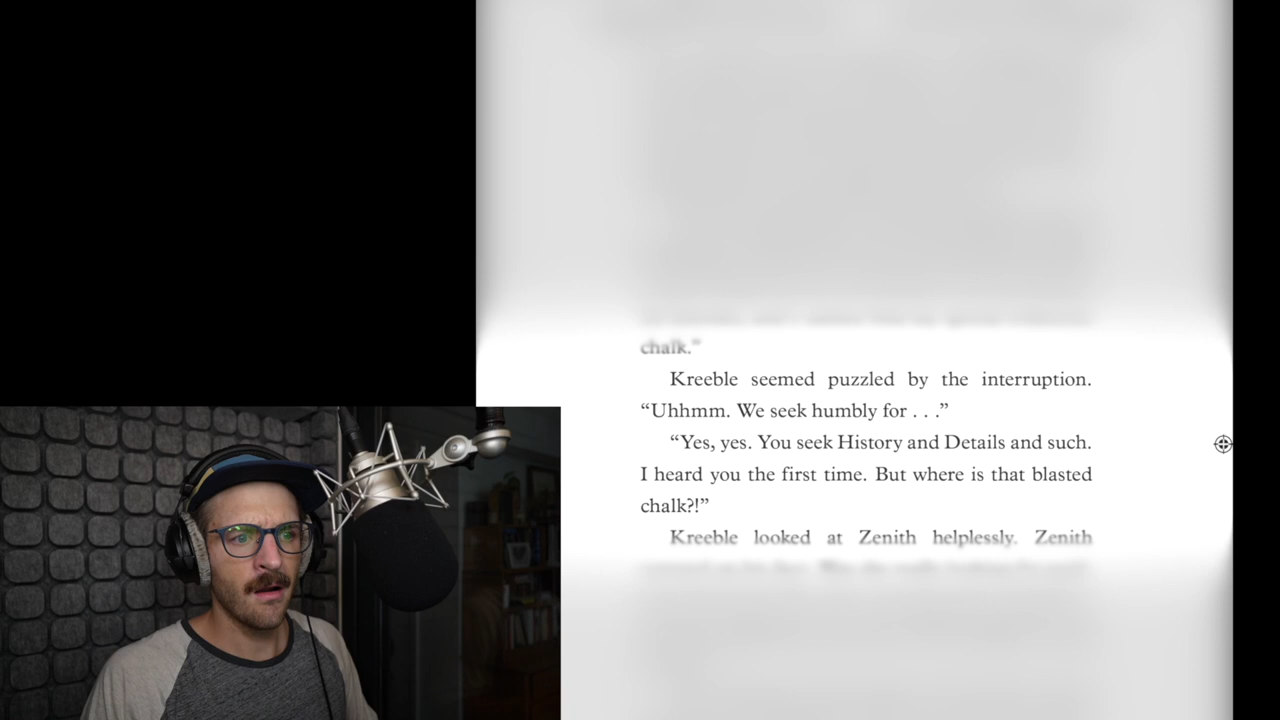 chalk.”
Kreeble seemed puzzled by the interruption.
“Uhhmm. We seek humbly for . . .”
“Yes, yes. You seek History and Details and such.
I heard you the first time. But where is that blasted
chalk?!”
Kreeble looked at Zenith helplessly. Zenith